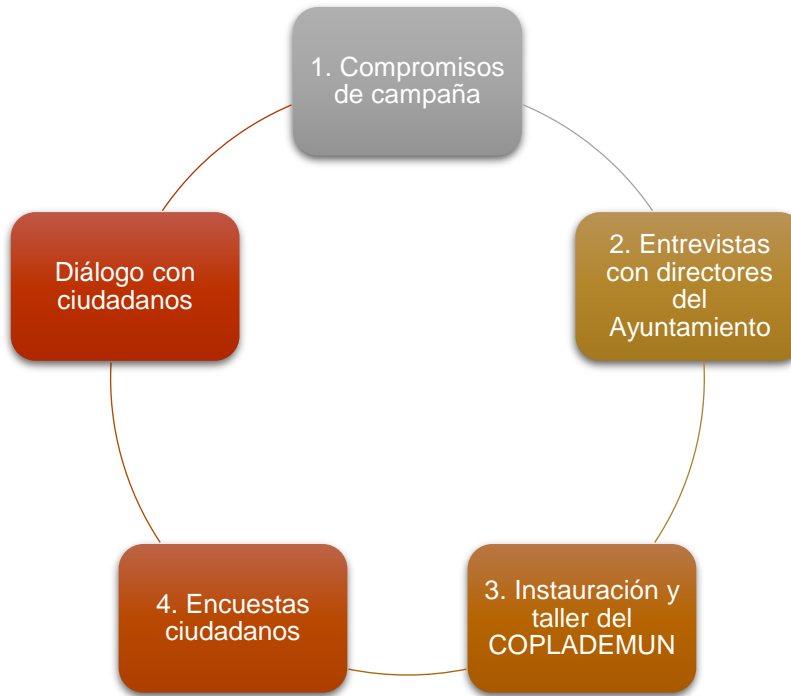 1. Compromisos
de campaña
2. Entrevistas
con directores
del
Ayuntamiento
3. Instauración y
taller del
COPLADEMUN
4. Encuestas
ciudadanos
Diálogo con
ciudadanos